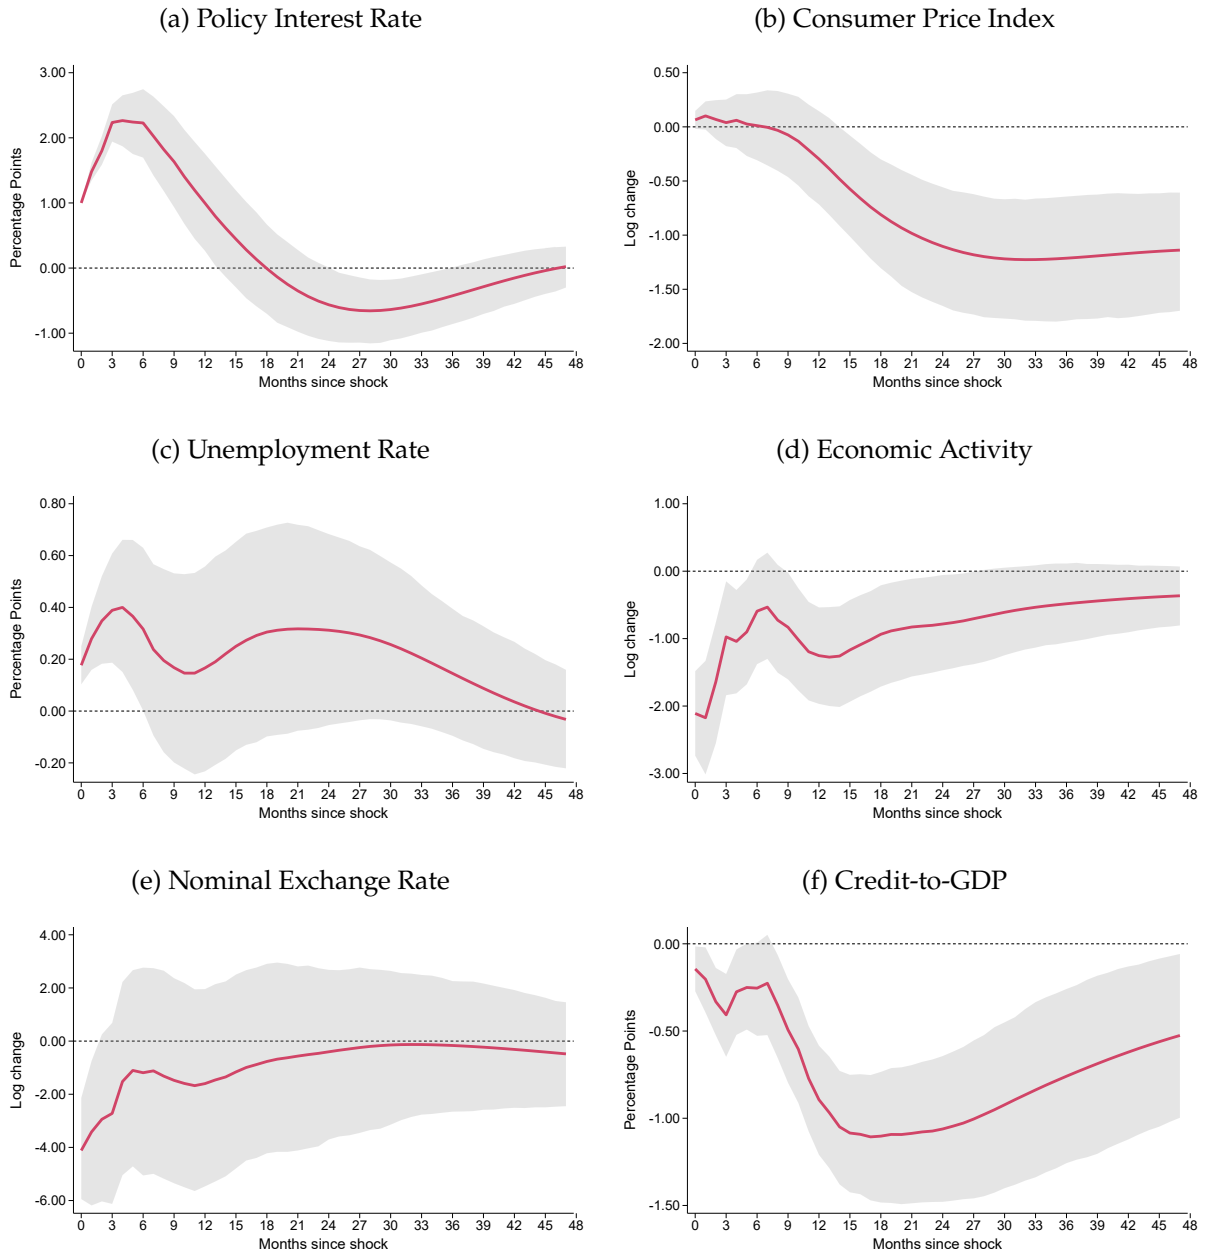 (a) Policy Interest Rate
3.00
2.00
1.00
0.00
-1.00
Percentage Points
0 3 6 9 12 15 18 21 24 27 30 33 36 39 42 45 48
Months since shock
(b) Consumer Price Index
0.50
0.00
-0.50
-1.00
-1.50
-2.00
Log change
0 3 6 9 12 15 18 21 24 27 30 33 36 39 42 45 48
Months since shock
(c) Unemployment Rate
0.80
0.60
0.40
0.20
0.00
-0.20
Percentage Points
0 3 6 9 12 15 18 21 24 27 30 33 36 39 42 45 48
Months since shock
(d) Economic Activity
1.00
0.00
-1.00
-2.00
-3.00
Log change
0 3 6 9 12 15 18 21 24 27 30 33 36 39 42 45 48
Months since shock
(e) Nominal Exchange Rate
4.00
2.00
0.00
-2.00
-4.00
-6.00
Log change
0 3 6 9 12 15 18 21 24 27 30 33 36 39 42 45 48
Months since shock
(f) Credit-to-GDP
0.00
-0.50
-1.00
-1.50
Percentage Points
0 3 6 9 12 15 18 21 24 27 30 33 36 39 42 45 48
Months since shock